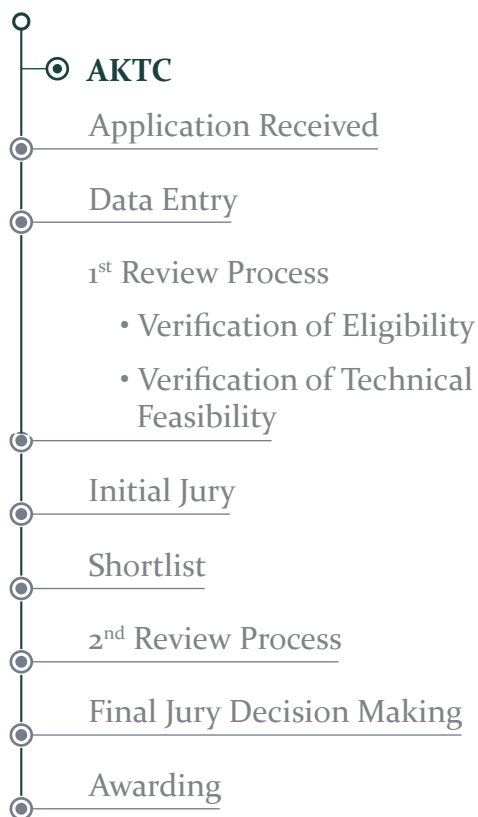 AKTC
Application Received
Data Entry
1st Review Process
• Verification of Eligibility
• Verification of Technical
Feasibility
Initial Jury
Shortlist
2nd Review Process
Final Jury Decision Making
Awarding